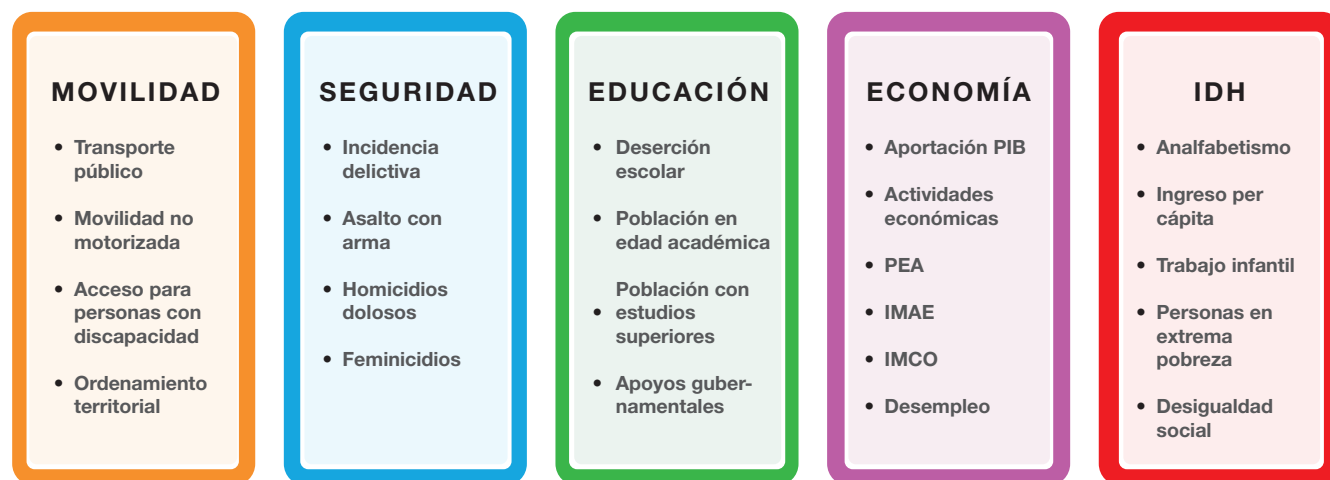 MOVILIDAD
• Transporte
público
• Movilidad no
motorizada
• Acceso para
personas con
discapacidad
• Ordenamiento
territorial
SEGURIDAD
• Incidencia
delictiva
• Asalto con
arma
• Homicidios
dolosos
• Feminicidios
EDUCACIÓN
• Deserción
escolar
• Población en
edad académica
Población con
• estudios
superiores
• Apoyos guber-
namentales
ECONOMÍA
• Aportación PIB
• Actividades
económicas
• PEA
• IMAE
• IMCO
• Desempleo
IDH
• Analfabetismo
• Ingreso per
cápita
• Trabajo infantil
• Personas en
extrema
pobreza
• Desigualdad
social